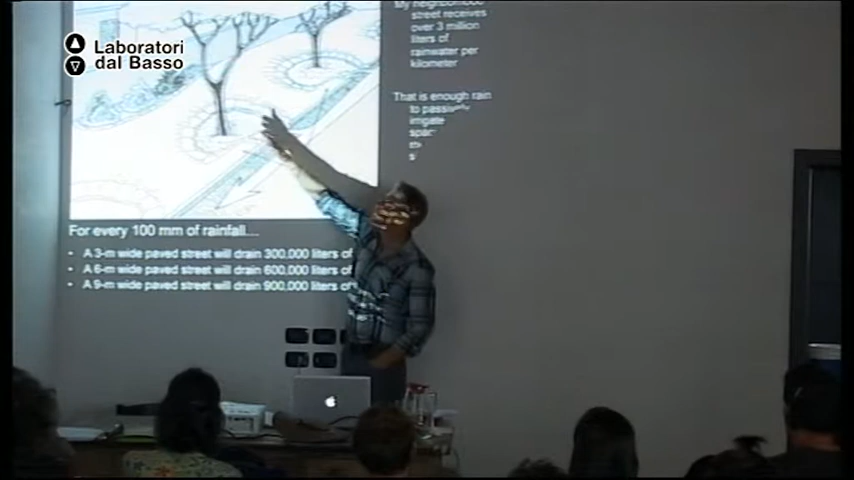 Laboratori
dal Basso
My neighborhood
street receives
over 3 million
liters of
rainwater per
kilometer
That is enough rain
to passively
irrigate
For every 100 mm of rainfall....
• A 3-m wide paved street will drain 300,000 liters of
• A 6-m wide paved street will drain 600,000 liters of
• A 9-m wide paved street will drain 900,000 liters of